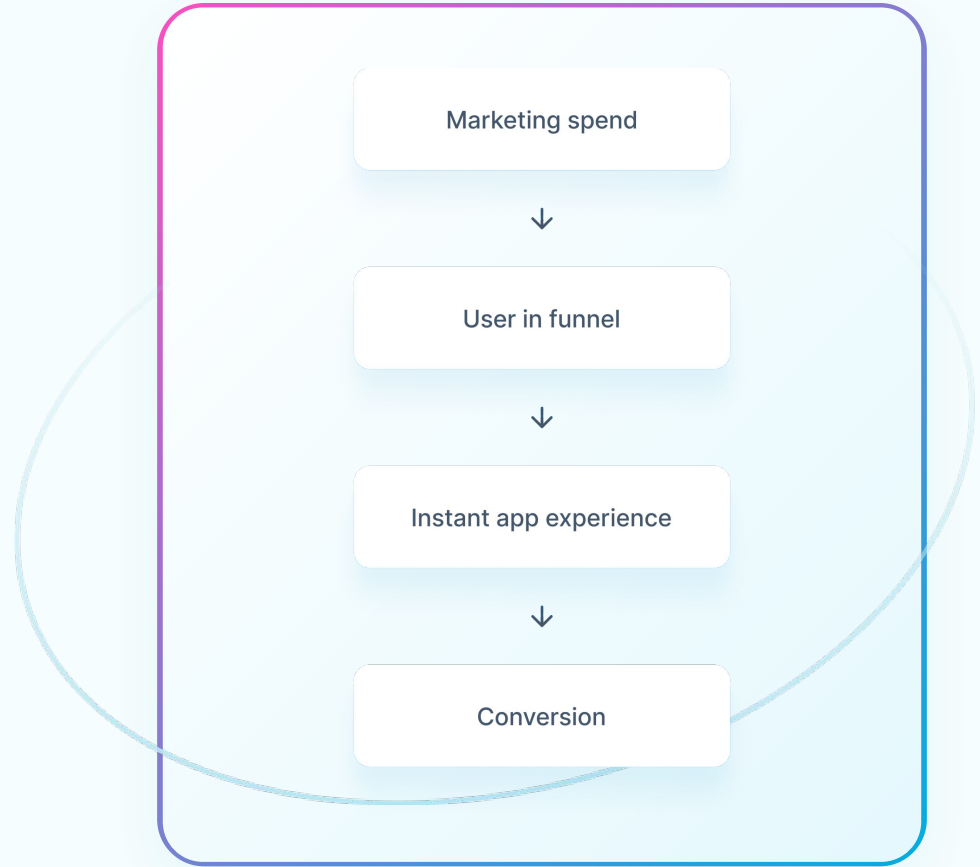 Marketing spend
User in funnel
Instant app experience
Conversion